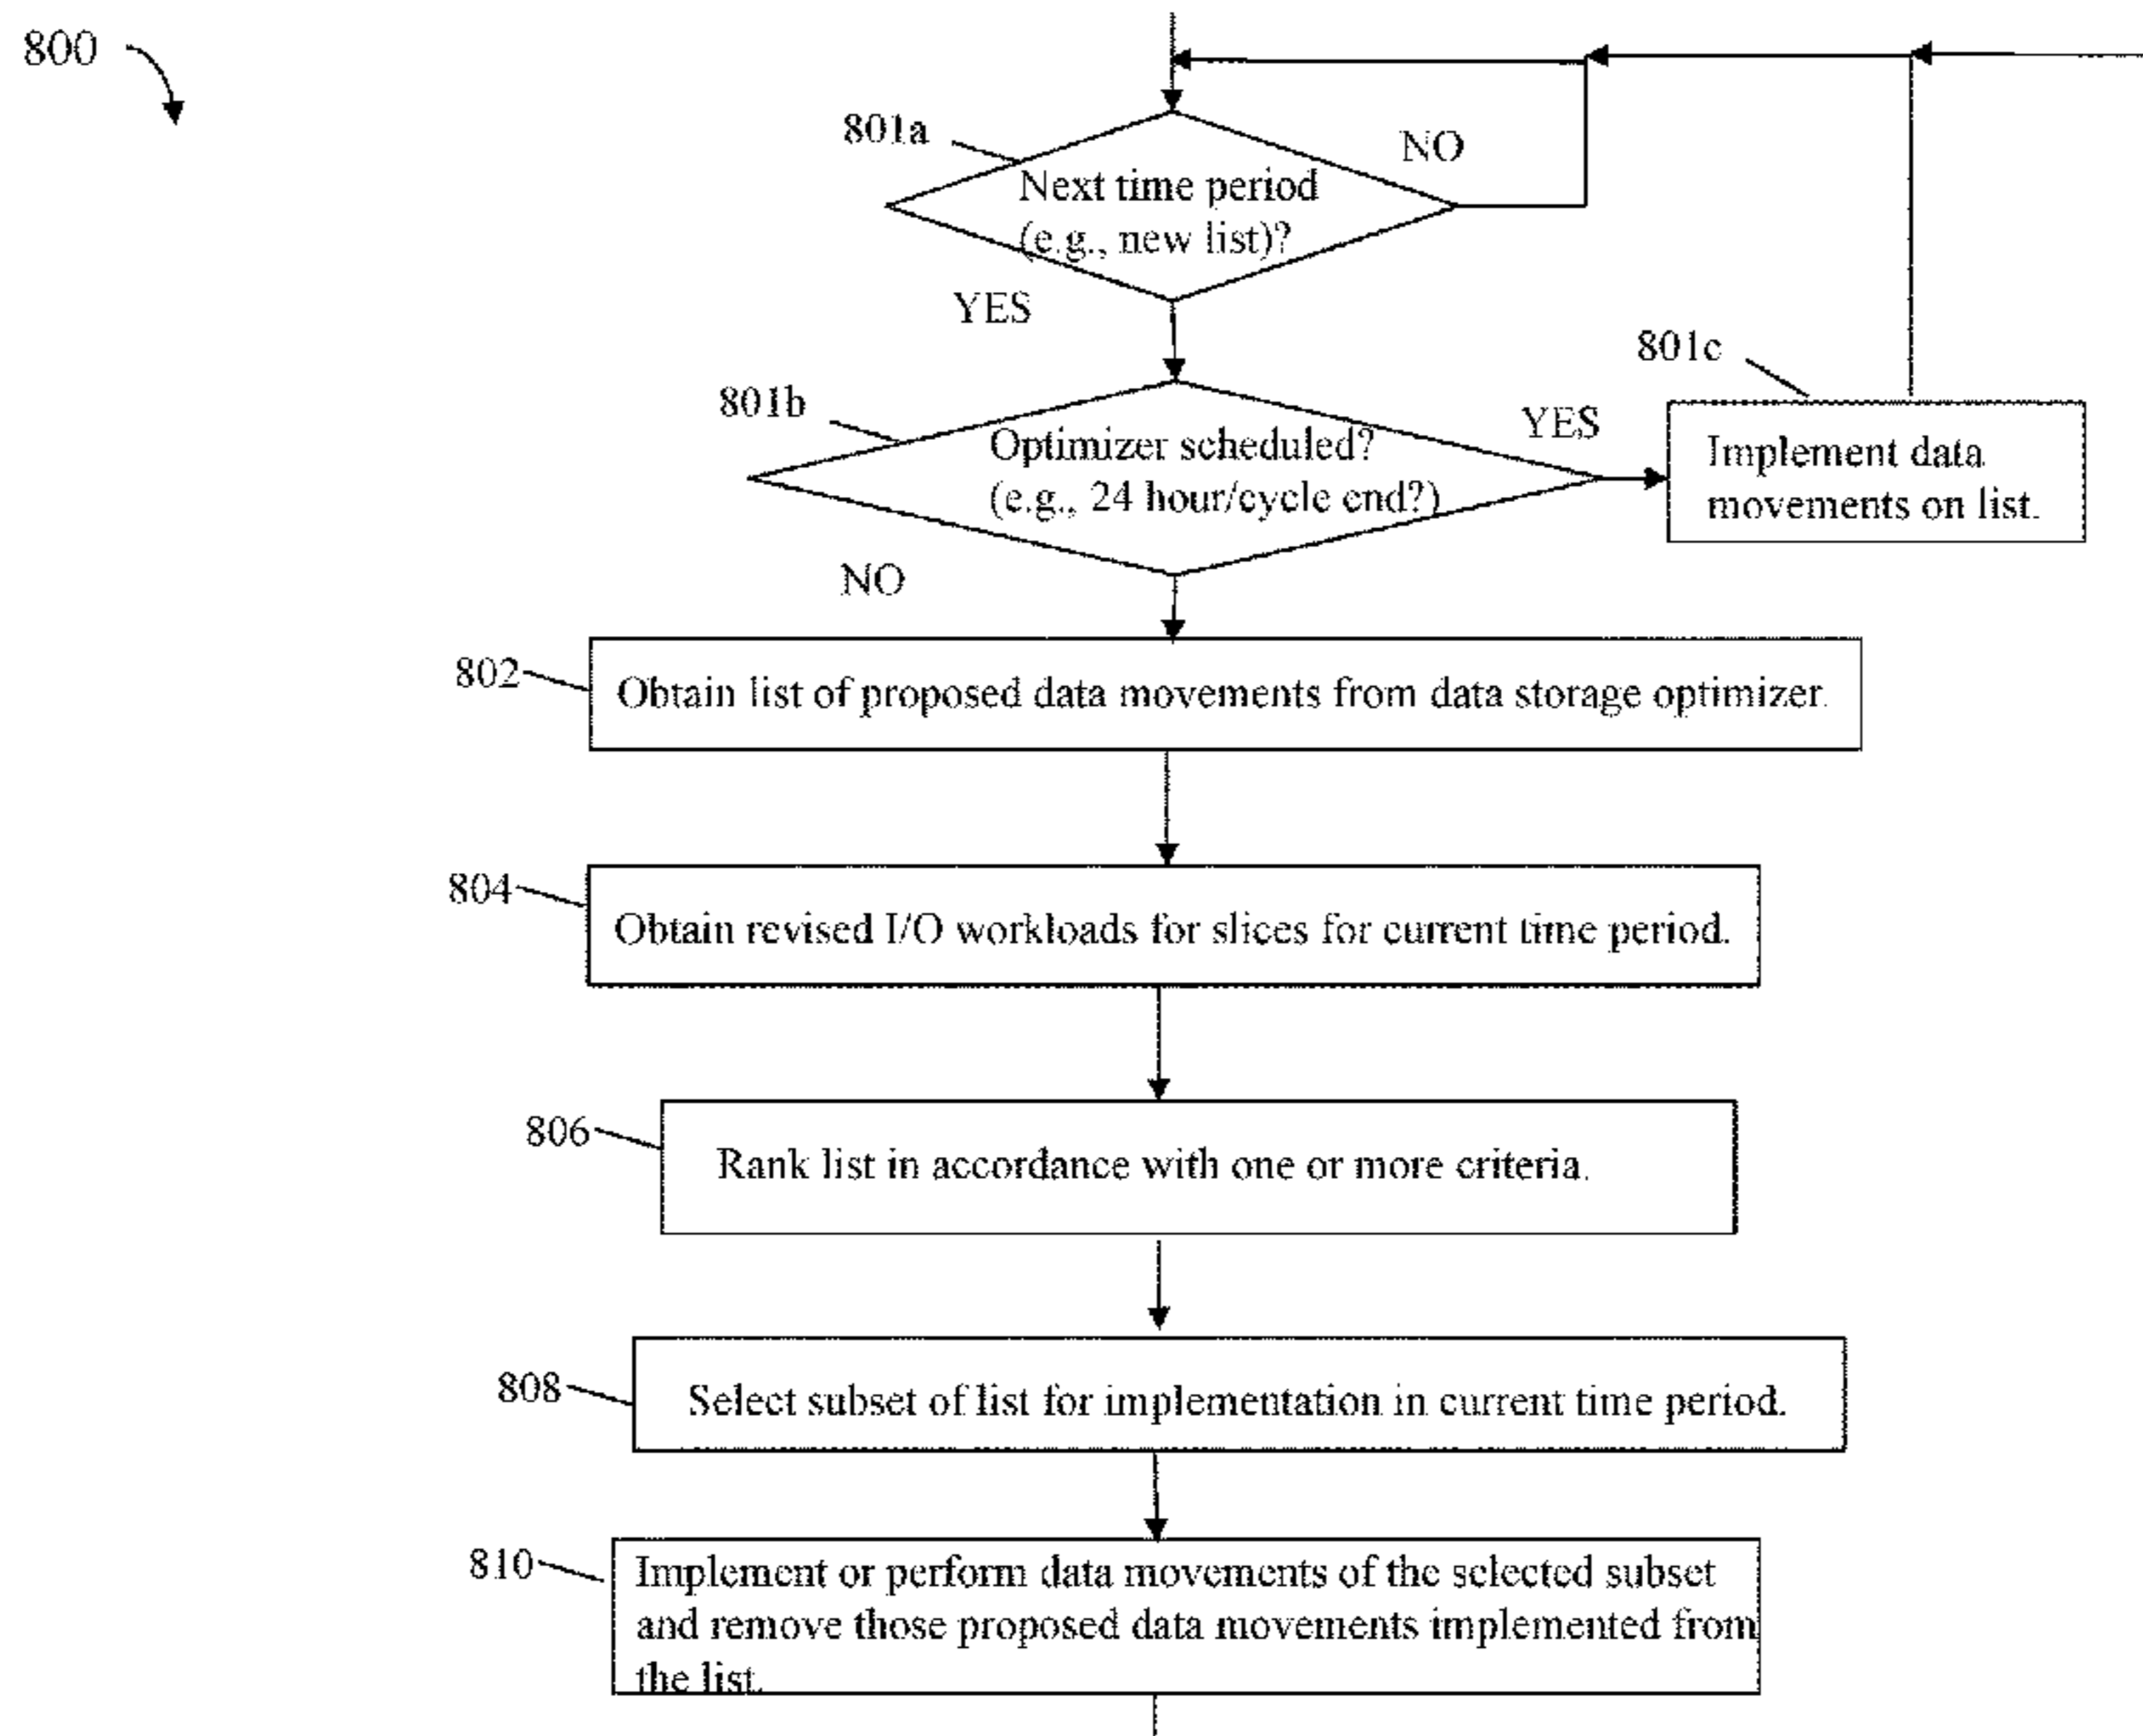 800
801a
NO
Next time period
(e.g., new list)?
YES
801c
801b
YES
Optimizer scheduled?
(e.g., 24 hour/cycle end?)
Implement data
movements on list.
NO
802
Obtain list of proposed data movements from data storage optimizer.
804
Obtain revised I/O workloads for slices for current time period.
806
Rank list in accordance with one or more criteria.
808
Select subset of list for implementation in current time period.
810
Implement or perform data movements of the selected subset
and remove those proposed data movements implemented from
the list.